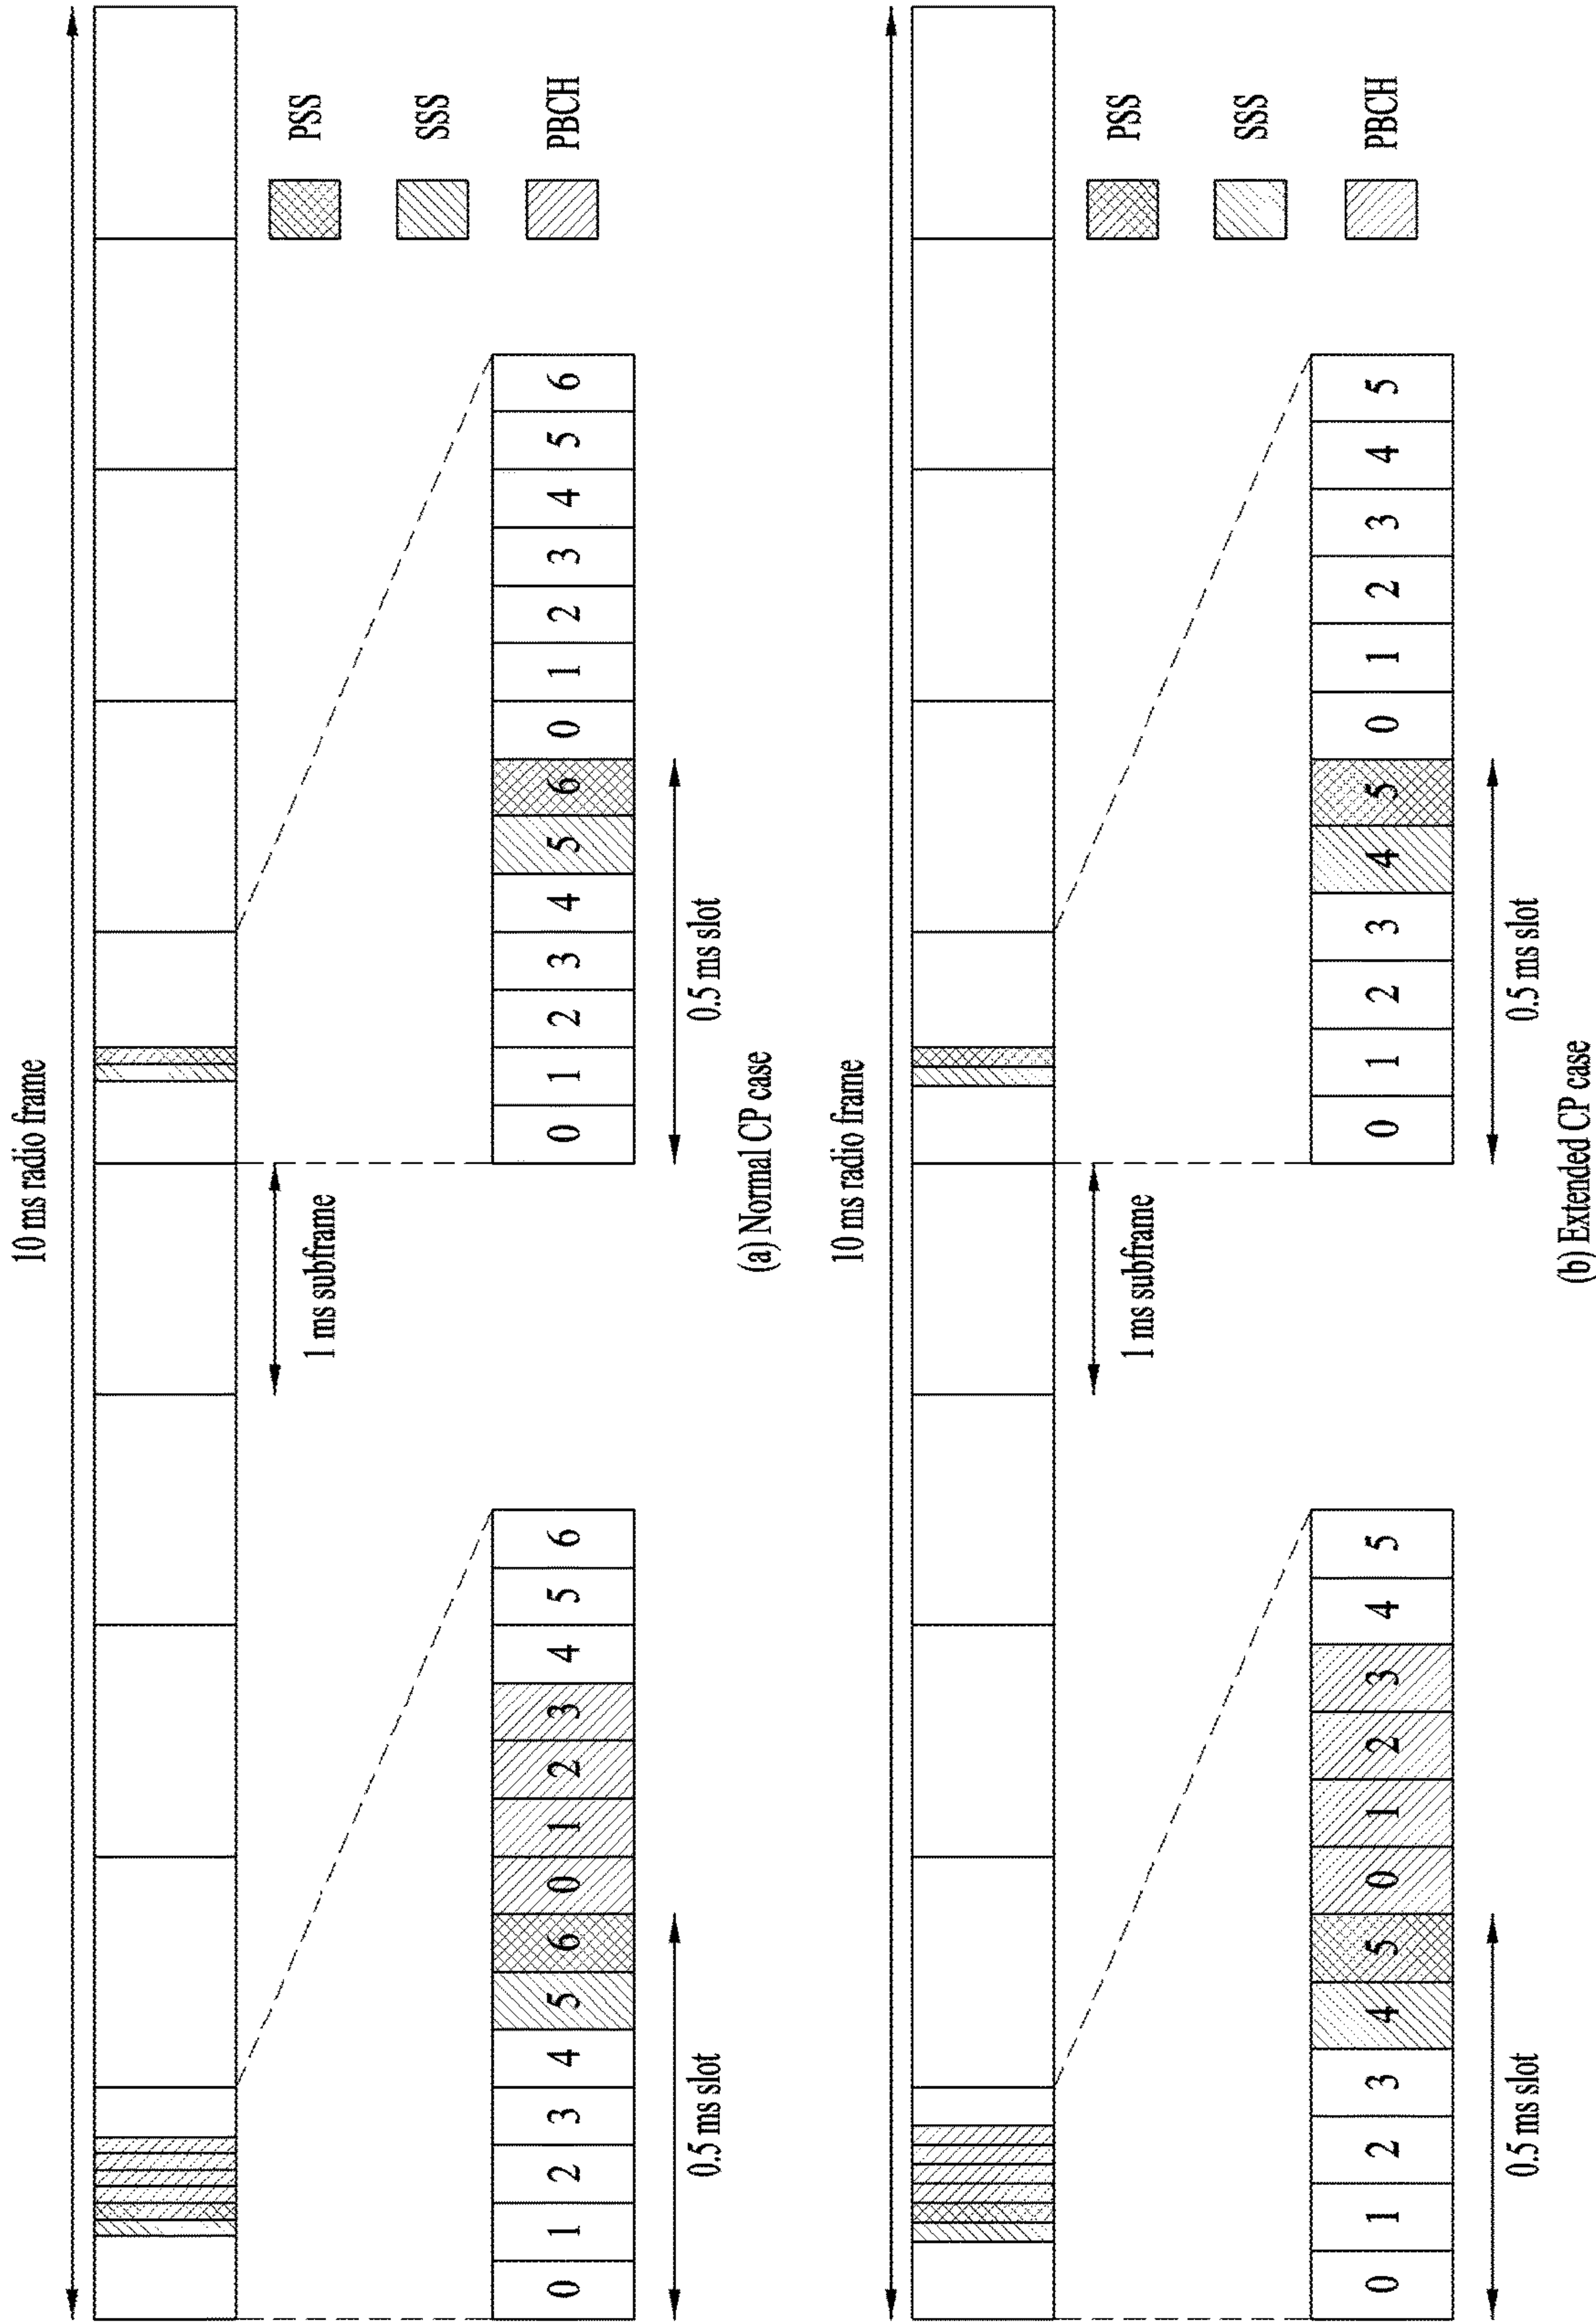 10 ms radio frame
1 ms subframe
PSS
SSS
PBCH
0 1 2 3 4 5 6 0 1 2 3 4 5 6
0 1 2 3 4 5 6 0 1 2 3 4 5 6
0.5 ms slot
0.5 ms slot
(a) Normal CP case
10 ms radio frame
1 ms subframe
PSS
SSS
PBCH
0 1 2 3 4 5 0 1 2 3 4 5
0 1 2 3 4 5 0 1 2 3 4 5
0.5 ms slot
0.5 ms slot
(b) Extended CP case